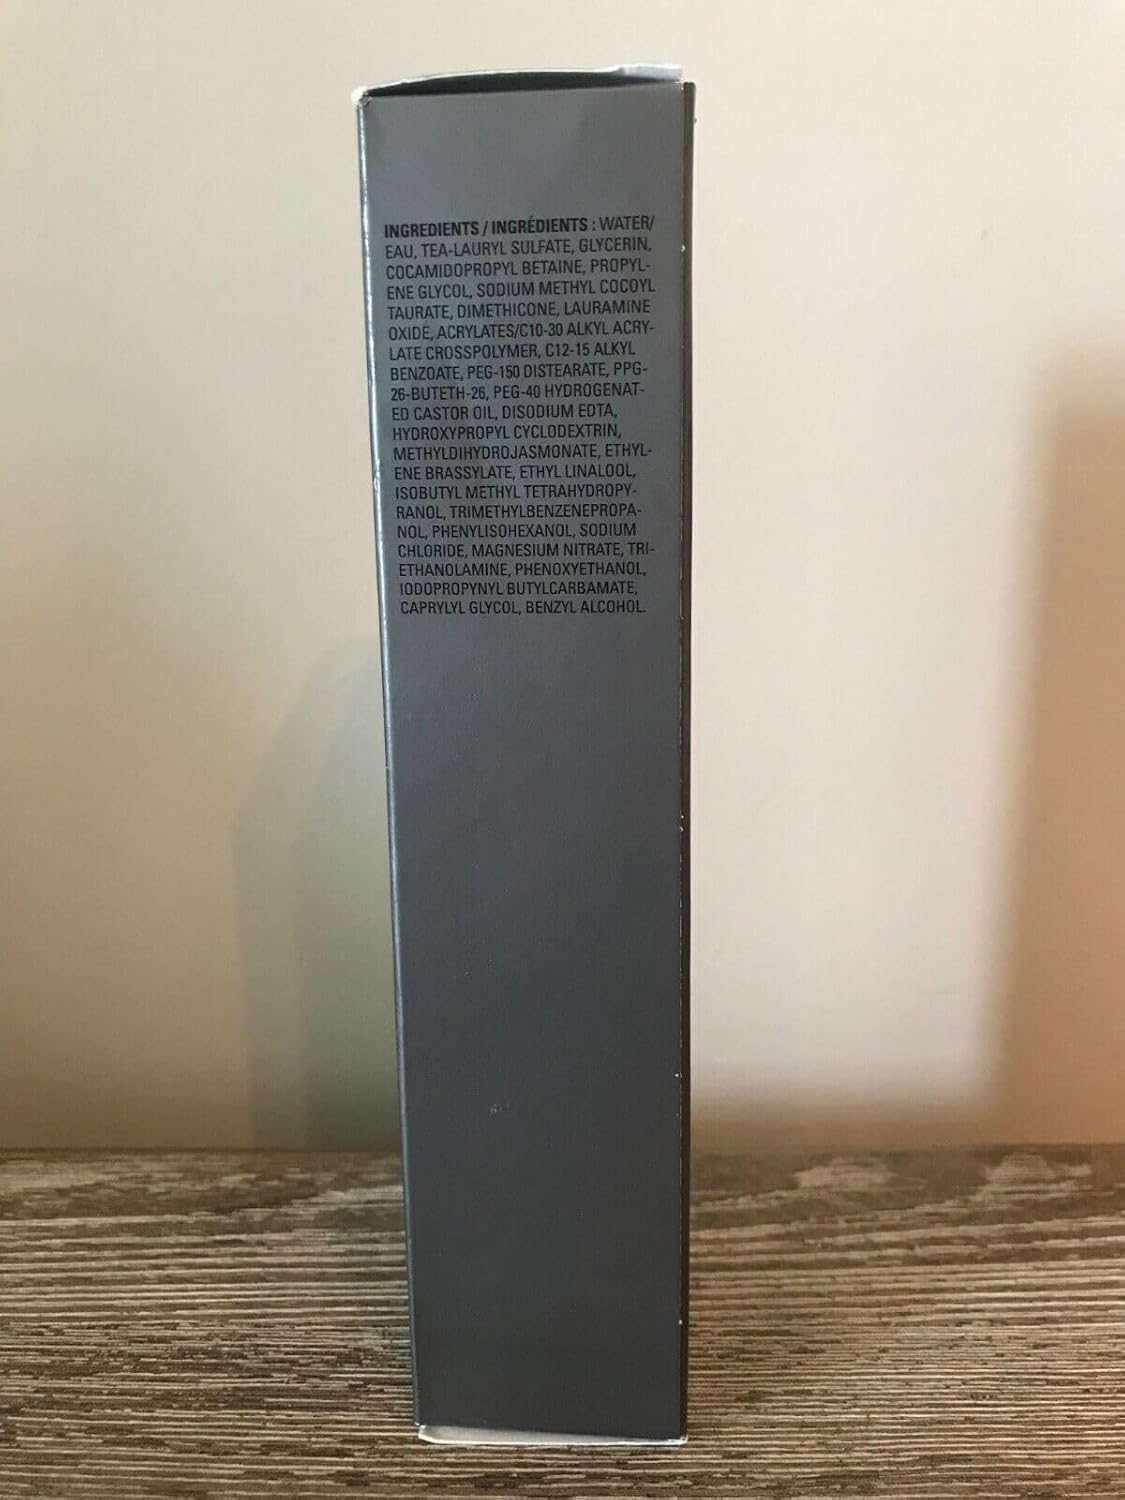 INGREDIENTS / INGRÉDIENTS : WATER/
EAU, TEA-LAURYL SULFATE, GLYCERIN,
COCAMIDOPROPYL BETAINE, PROPYL-
ENE GLYCOL, SODIUM METHYL COCOYL
TAURATE, DIMETHICONE, LAURAMINE
OXIDE, ACRYLATES/C10-30 ALKYL ACRY-
LATE CROSSPOLYMER, C12-15 ALKYL
BENZOATE, PEG-150 DISTEARATE, PPG-
26-BUTETH-26, PEG-40 HYDROGENAT-
ED CASTOR OIL, DISODIUM EDTA,
HYDROXYPROPYL CYCLODEXTRIN,
METHYLDIHYDROJASMONATE, ETHYL-
ENE BRASSYLATE, ETHYL LINALOOL,
ISOBUTYL METHYL TETRAHYDROPY-
RANOL, TRIMETHYLBENZENEPROPA-
NOL, PHENYLISOHEXANOL, SODIUM
CHLORIDE, MAGNESIUM NITRATE, TRI-
ETHANOLAMINE, PHENOXYETHANOL,
IODOPROPYNYL BUTYLCARBAMATE,
CAPRYLYL GLYCOL, BENZYL ALCOHOL.